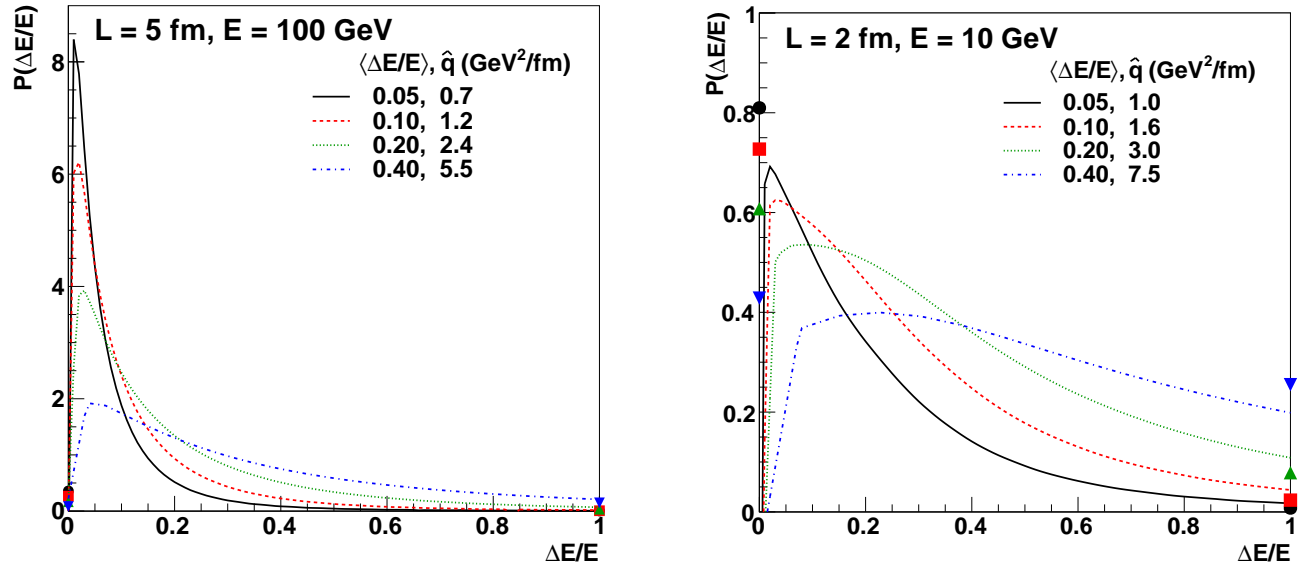 L = 5 fm, E = 100 GeV
P(ΔE/E)
⟨ΔE/E⟩, q̂ (GeV²/fm)
0.05, 0.7
0.10, 1.2
0.20, 2.4
0.40, 5.5
8
6
4
2
0
0 0.2 0.4 0.6 0.8 1
ΔE/E
L = 2 fm, E = 10 GeV
P(ΔE/E)
⟨ΔE/E⟩, q̂ (GeV²/fm)
0.05, 1.0
0.10, 1.6
0.20, 3.0
0.40, 7.5
1
0.8
0.6
0.4
0.2
0
0 0.2 0.4 0.6 0.8 1
ΔE/E